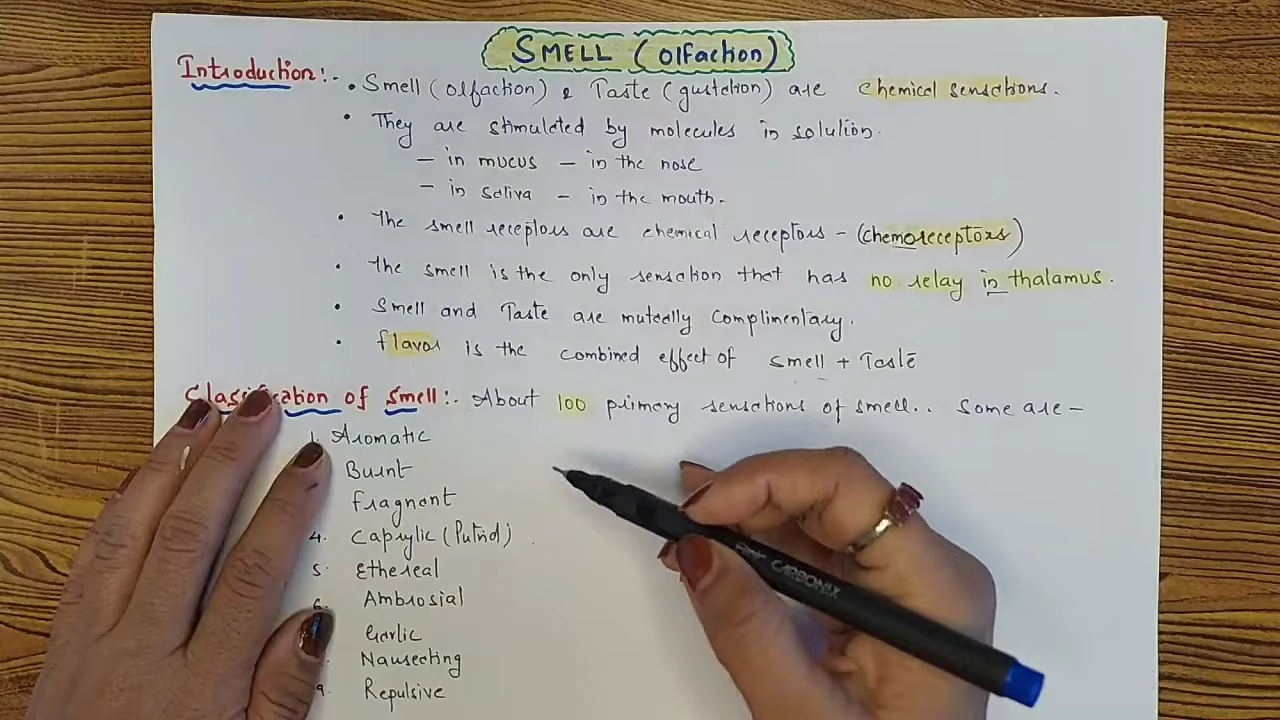 SMELL (olfaction)
Introduction:-
• Smell (olfaction) & Taste (gustation) are chemical sensations.
• They are stimulated by molecules in solution.
– in mucus – in the nose
– in saliva – in the mouth.
• The smell receptors are chemical receptors – (chemoreceptors)
• The smell is the only sensation that has no relay in thalamus.
• Smell and Taste are mutually complimentary.
• flavor is the combined effect of smell + Taste
Classification of smell:- About 100 primary sensations of smell.. Some are –
1. Aromatic
Burnt
fragnant
4. Caprylic (Putrid)
5. Ethereal
6. Ambrosial
Garlic
Nauseating
9. Repulsive
CARBONIX